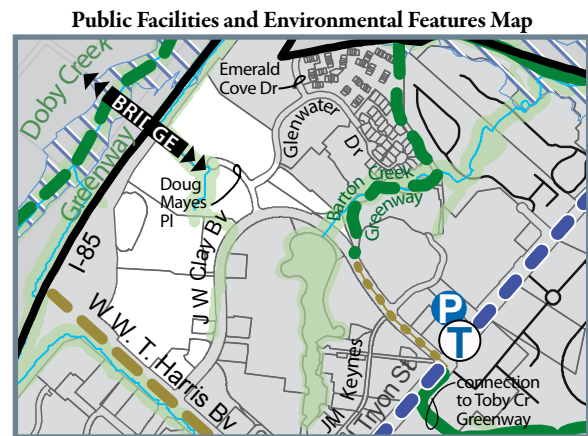 Public Facilities and Environmental Features Map
Doby Creek
Greenway
BRIDGE
Emerald
Cove Dr
Glenwater
Dr
Barton Creek
Greenway
Doug
Mayes
Pl
J W Clay Bv
I-85
W.W. T. Harris Bv
JM Keynes
N Tryon St
P
T
connection
to Toby Cr
Greenway